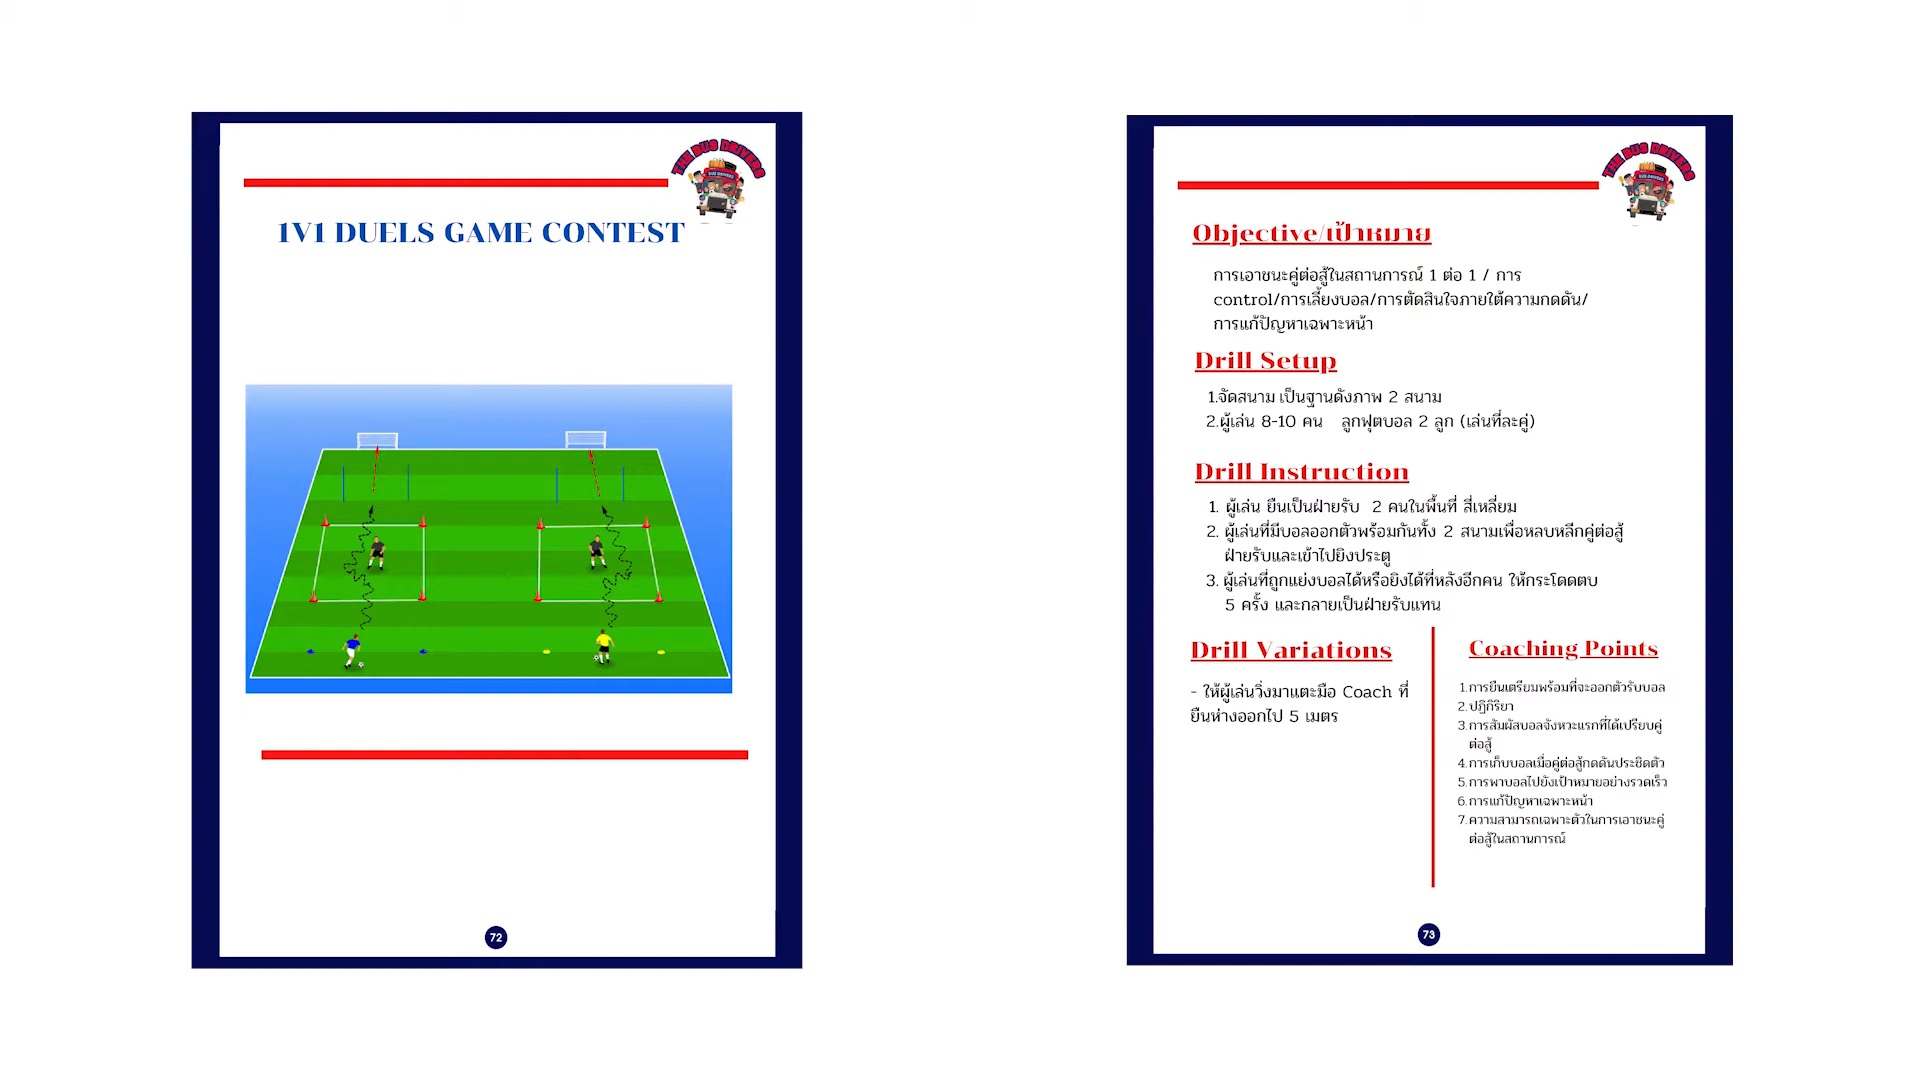 THE BUS DRIVERS
BUS DRIVERS
1V1 DUELS GAME CONTEST
72
THE BUS DRIVERS
BUS DRIVERS
Objective/เป้าหมาย
การเอาชนะคู่ต่อสู้ในสถานการณ์ 1 ต่อ 1 / การ
control/การเลี้ยงบอล/การตัดสินใจภายใต้ความกดดัน/
การแก้ปัญหาเฉพาะหน้า
Drill Setup
1.จัดสนาม เป็นฐานดังภาพ 2 สนาม
2.ผู้เล่น 8-10 คน ลูกฟุตบอล 2 ลูก (เล่นที่ละคู่)
Drill Instruction
1. ผู้เล่น ยืนเป็นฝ่ายรับ 2 คนในพื้นที่ สี่เหลี่ยม
2. ผู้เล่นที่มีบอลออกตัวพร้อมกันทั้ง 2 สนามเพื่อหลบหลีกคู่ต่อสู้
ฝ่ายรับและเข้าไปยิงประตู
3. ผู้เล่นที่ถูกแย่งบอลได้หรือยิงได้ที่หลังอีกคน ให้กระโดดตบ
5 ครั้ง และกลายเป็นฝ่ายรับแทน
Drill Variations
- ให้ผู้เล่นวิ่งมาแตะมือ Coach ที่
ยืนห่างออกไป 5 เมตร
Coaching Points
1. การยืนเตรียมพร้อมที่จะออกตัวรับบอล
2. ปฏิกิริยา
3. การสัมผัสบอลจังหวะแรกที่ได้เปรียบคู่
ต่อสู้
4. การเก็บบอลเมื่อคู่ต่อสู้กดดันประชิดตัว
5. การพาบอลไปยังเป้าหมายอย่างรวดเร็ว
6. การแก้ปัญหาเฉพาะหน้า
7. ความสามารถเฉพาะตัวในการเอาชนะคู่
ต่อสู้ในสถานการณ์
73